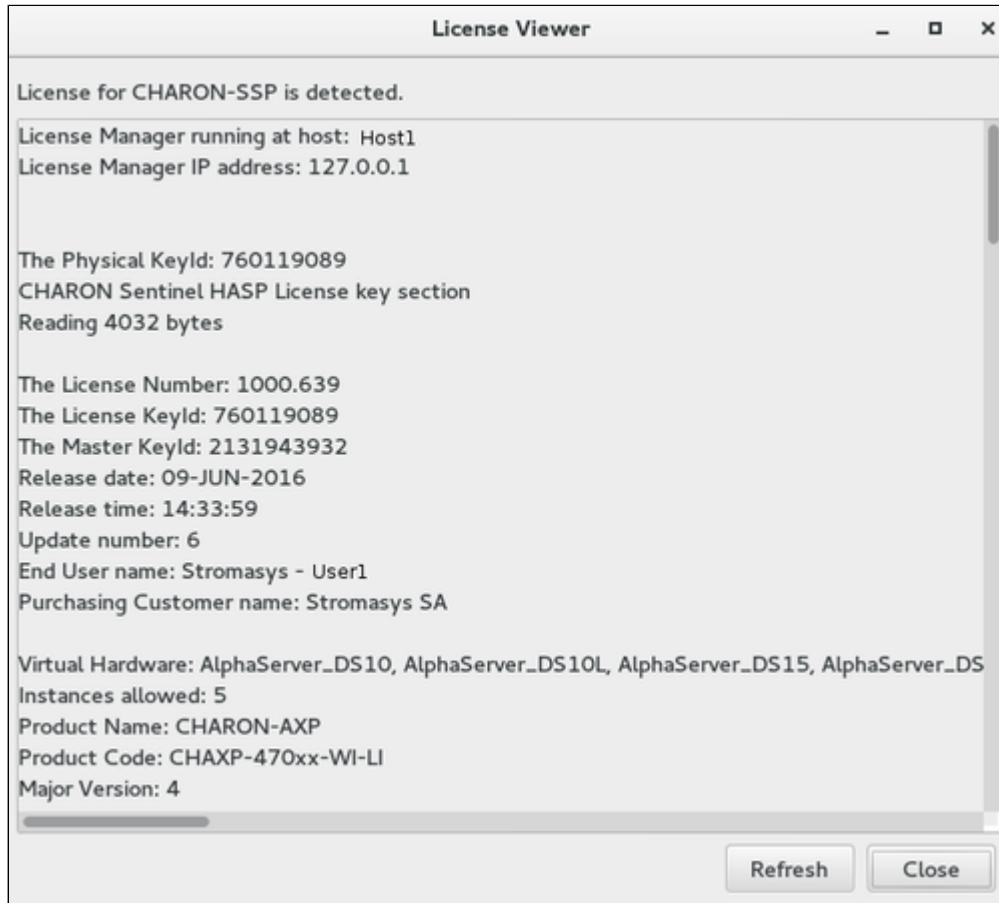 License Viewer
License for CHARON-SSP is detected.
License Manager running at host: Host1
License Manager IP address: 127.0.0.1
The Physical KeyId: 760119089
CHARON Sentinel HASP License key section
Reading 4032 bytes
The License Number: 1000.639
The License KeyId: 760119089
The Master KeyId: 2131943932
Release date: 09-JUN-2016
Release time: 14:33:59
Update number: 6
End User name: Stromasys - User1
Purchasing Customer name: Stromasys SA
Virtual Hardware: AlphaServer_DS10, AlphaServer_DS10L, AlphaServer_DS15, AlphaServer_DS
Instances allowed: 5
Product Name: CHARON-AXP
Product Code: CHAXP-470xx-WI-LI
Major Version: 4
Refresh Close